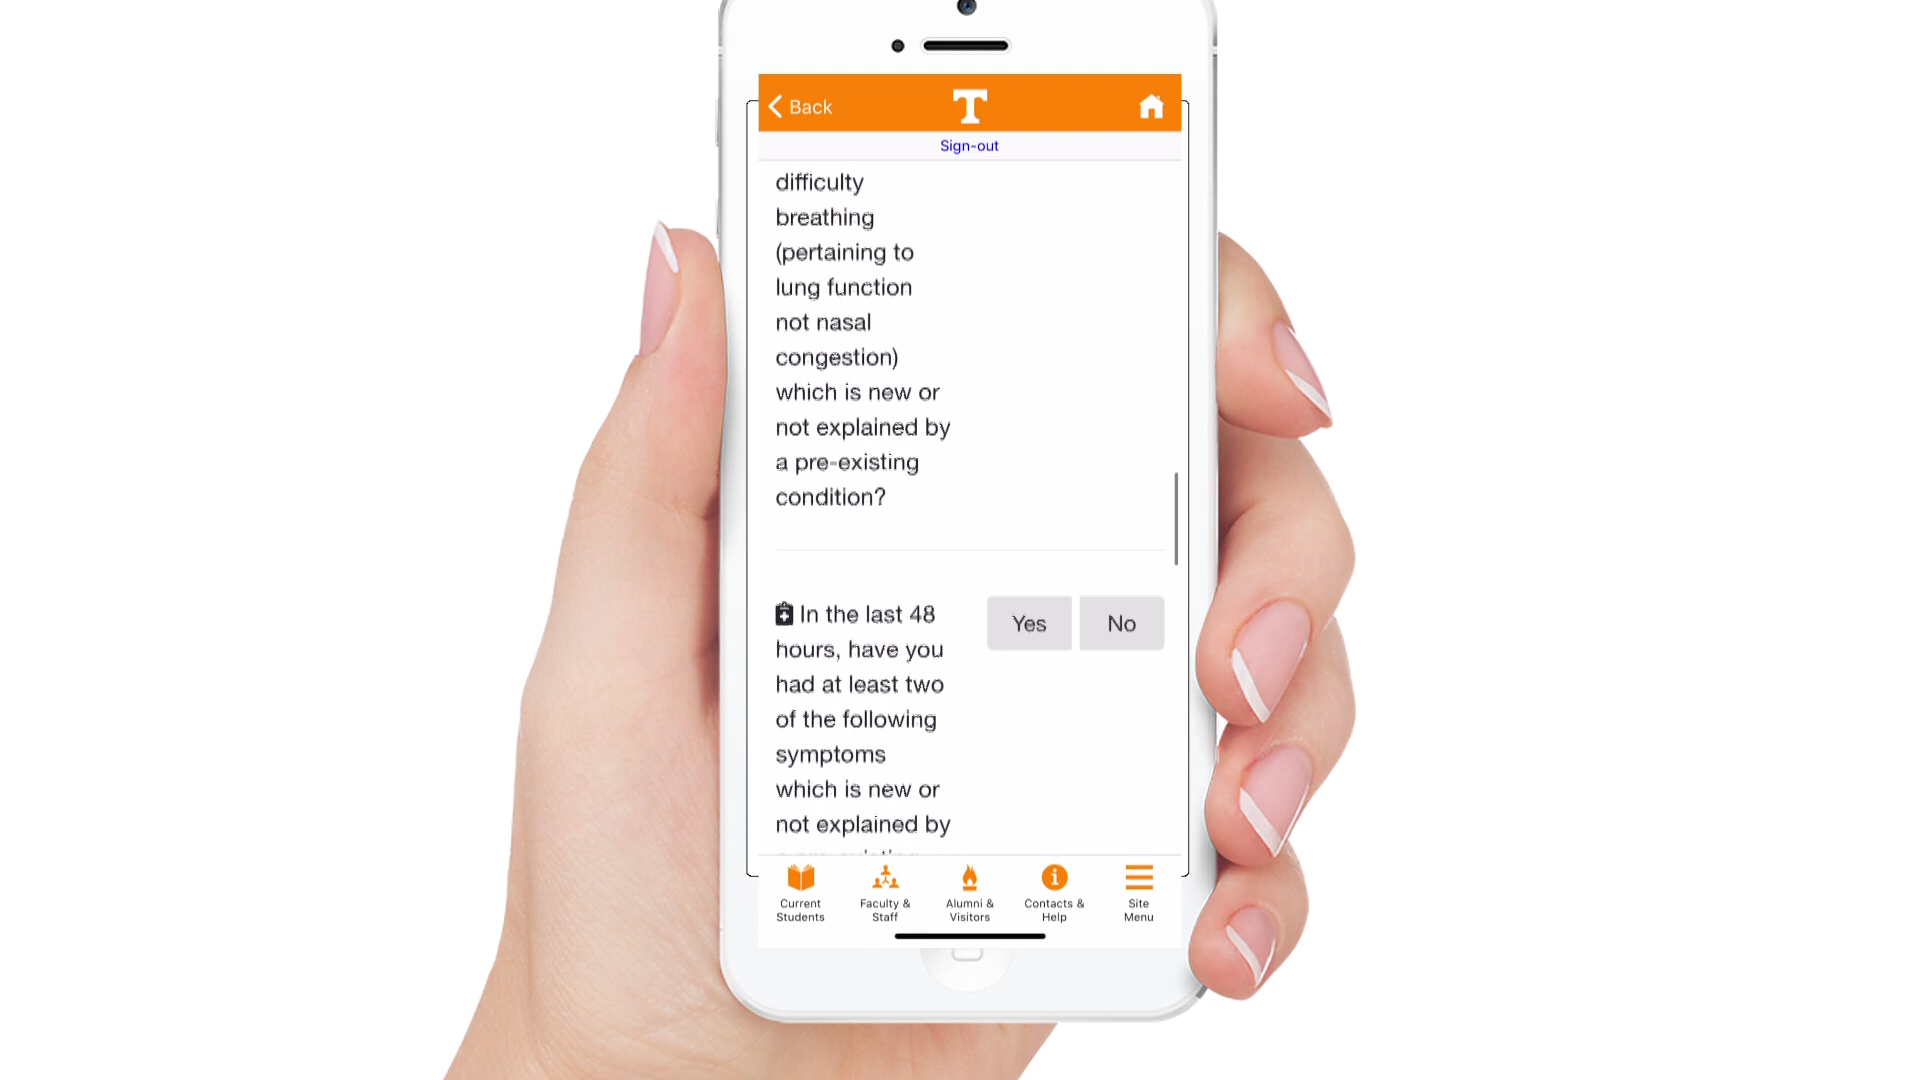 Back
T
Sign-out
difficulty
breathing
(pertaining to
lung function
not nasal
congestion)
which is new or
not explained by
a pre-existing
condition?
In the last 48
hours, have you
had at least two
of the following
symptoms
which is new or
not explained by
Yes No
Current Students
Faculty & Staff
Alumni & Visitors
Contacts & Help
Site Menu